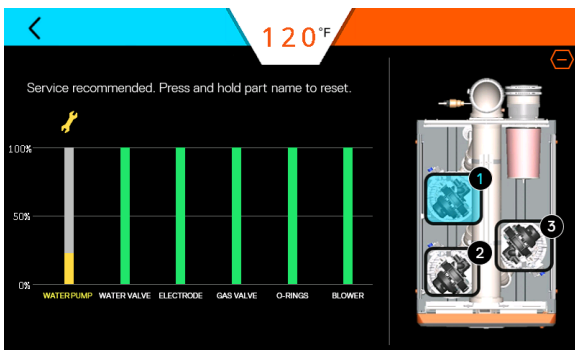 120°F
Service recommended. Press and hold part name to reset.
100%
50%
0%
WATER PUMP WATER VALVE ELECTRODE GAS VALVE O-RINGS BLOWER
1
2
3